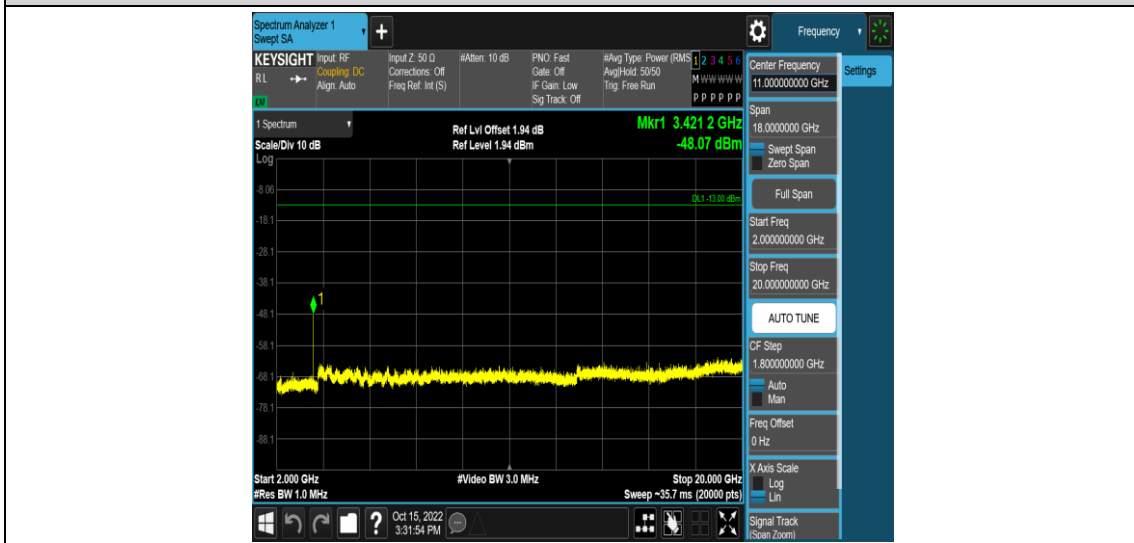 Spectrum Analyzer 1
Swept SA
+
Frequency
KEYSIGHT
Input: RF
Coupling: DC
Align: Auto
RL
LXI
Input Z: 50 Ω
Corrections: Off
Freq Ref: Int (S)
#Atten: 10 dB
PNO: Fast
Gate: Off
IF Gain: Low
Sig Track: Off
#Avg Type: Power (RMS
Avg|Hold: 50/50
Trig: Free Run
1 2 3 4 5 6
M W W W W W
P P P P P P
Center Frequency
11.000000000 GHz
Settings
Span
18.0000000 GHz
Swept Span
Zero Span
Full Span
Start Freq
2.000000000 GHz
Stop Freq
20.000000000 GHz
AUTO TUNE
CF Step
1.800000000 GHz
Auto
Man
Freq Offset
0 Hz
X Axis Scale
Log
Lin
Signal Track
(Span Zoom)
1 Spectrum
Scale/Div 10 dB
Log
Ref Lvl Offset 1.94 dB
Ref Level 1.94 dBm
Mkr1 3.421 2 GHz
-48.07 dBm
DL1 -13.00 dBm
-8.06
-18.1
-28.1
-38.1
-48.1
-58.1
-68.1
-78.1
-88.1
1
Start 2.000 GHz
#Res BW 1.0 MHz
#Video BW 3.0 MHz
Stop 20.000 GHz
Sweep ~35.7 ms (20000 pts)
?
Oct 15, 2022
3:31:54 PM